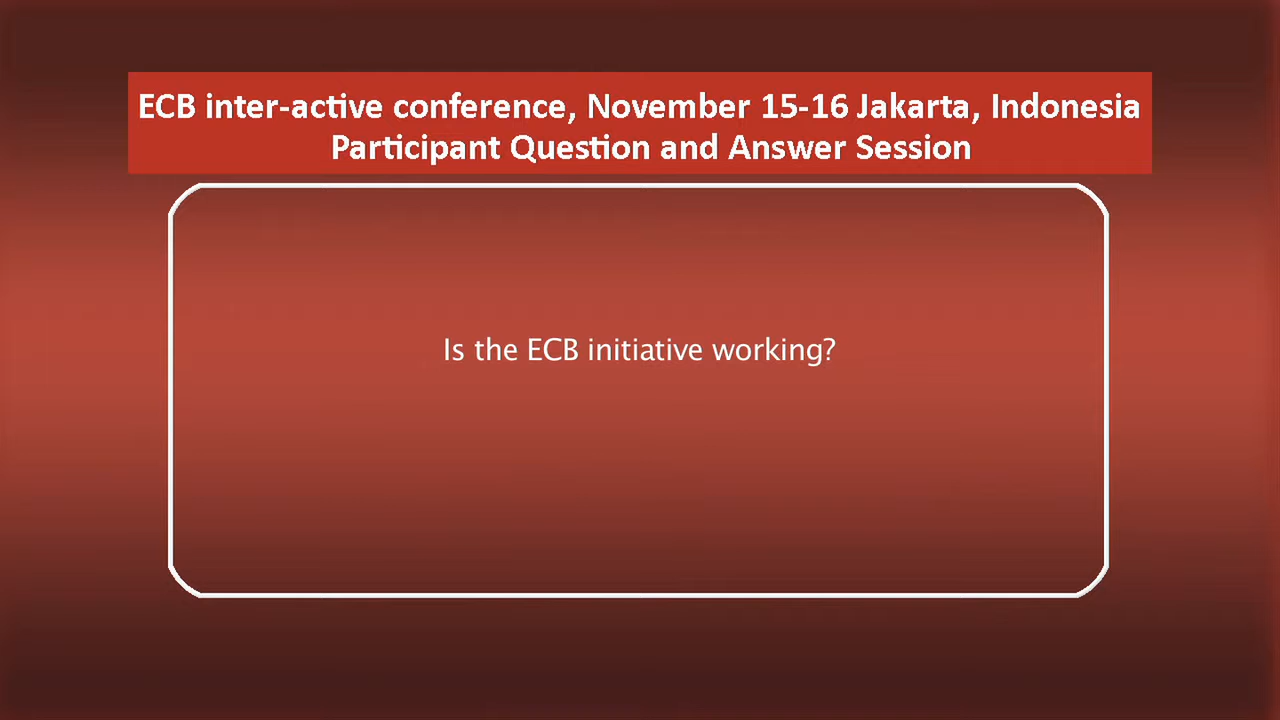 ECB inter-active conference, November 15-16 Jakarta, Indonesia
Participant Question and Answer Session
Is the ECB initiative working?